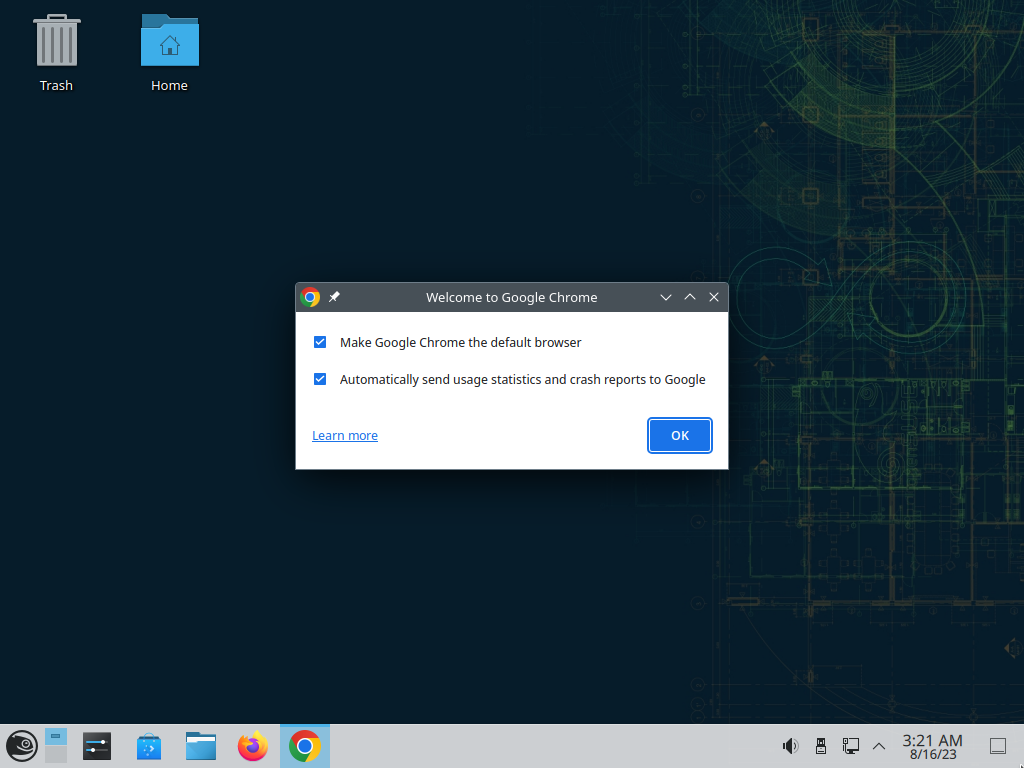 Trash
Home
Welcome to Google Chrome
Make Google Chrome the default browser
Automatically send usage statistics and crash reports to Google
Learn more
OK
3:21 AM
8/16/23